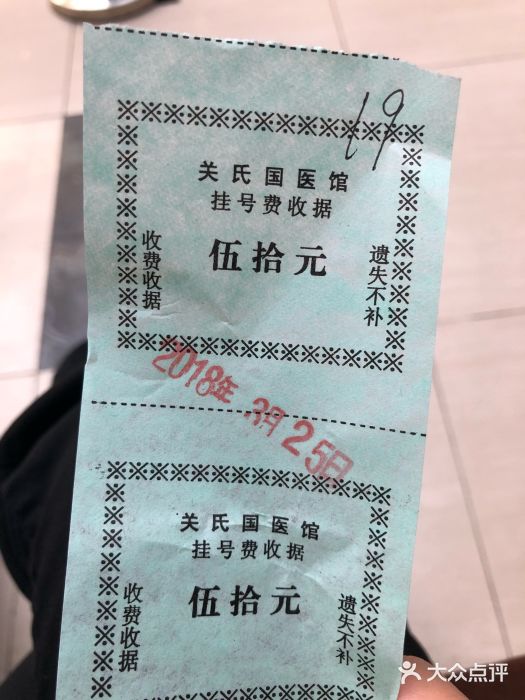 19
关氏国医馆
挂号费收据
伍拾元
收费收据
遗失不补
2018年3月25日
关氏国医馆
挂号费收据
伍拾元
收费收据
遗失不补
大众点评